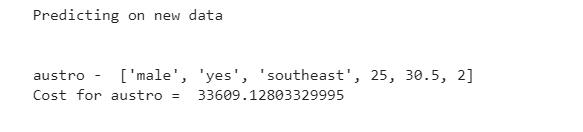 Predicting on new data
austro -  ['male', 'yes', 'southeast', 25, 30.5, 2]
Cost for austro =  33609.12803329995